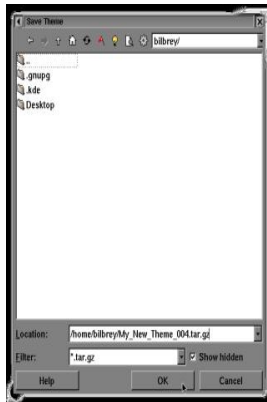 Save Theme
bilbrey/
..
.gnupg
.kde
Desktop
Location: /home/bilbrey/My_New_Theme_004.tar.gz
Filter: *.tar.gz Show hidden
Help OK Cancel